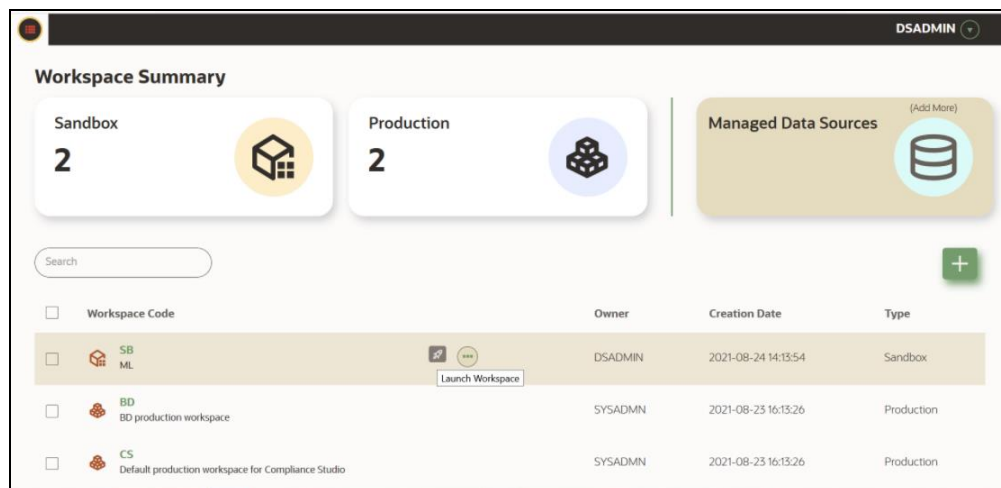 DSADMIN
Workspace Summary
Sandbox
2
Production
2
(Add More)
Managed Data Sources
Search
+
Workspace Code Owner Creation Date Type
SB
ML
DSADMIN 2021-08-24 14:13:54 Sandbox
Launch Workspace
BD
BD production workspace
SYSADMN 2021-08-23 16:13:26 Production
CS
Default production workspace for Compliance Studio
SYSADMN 2021-08-23 16:13:26 Production